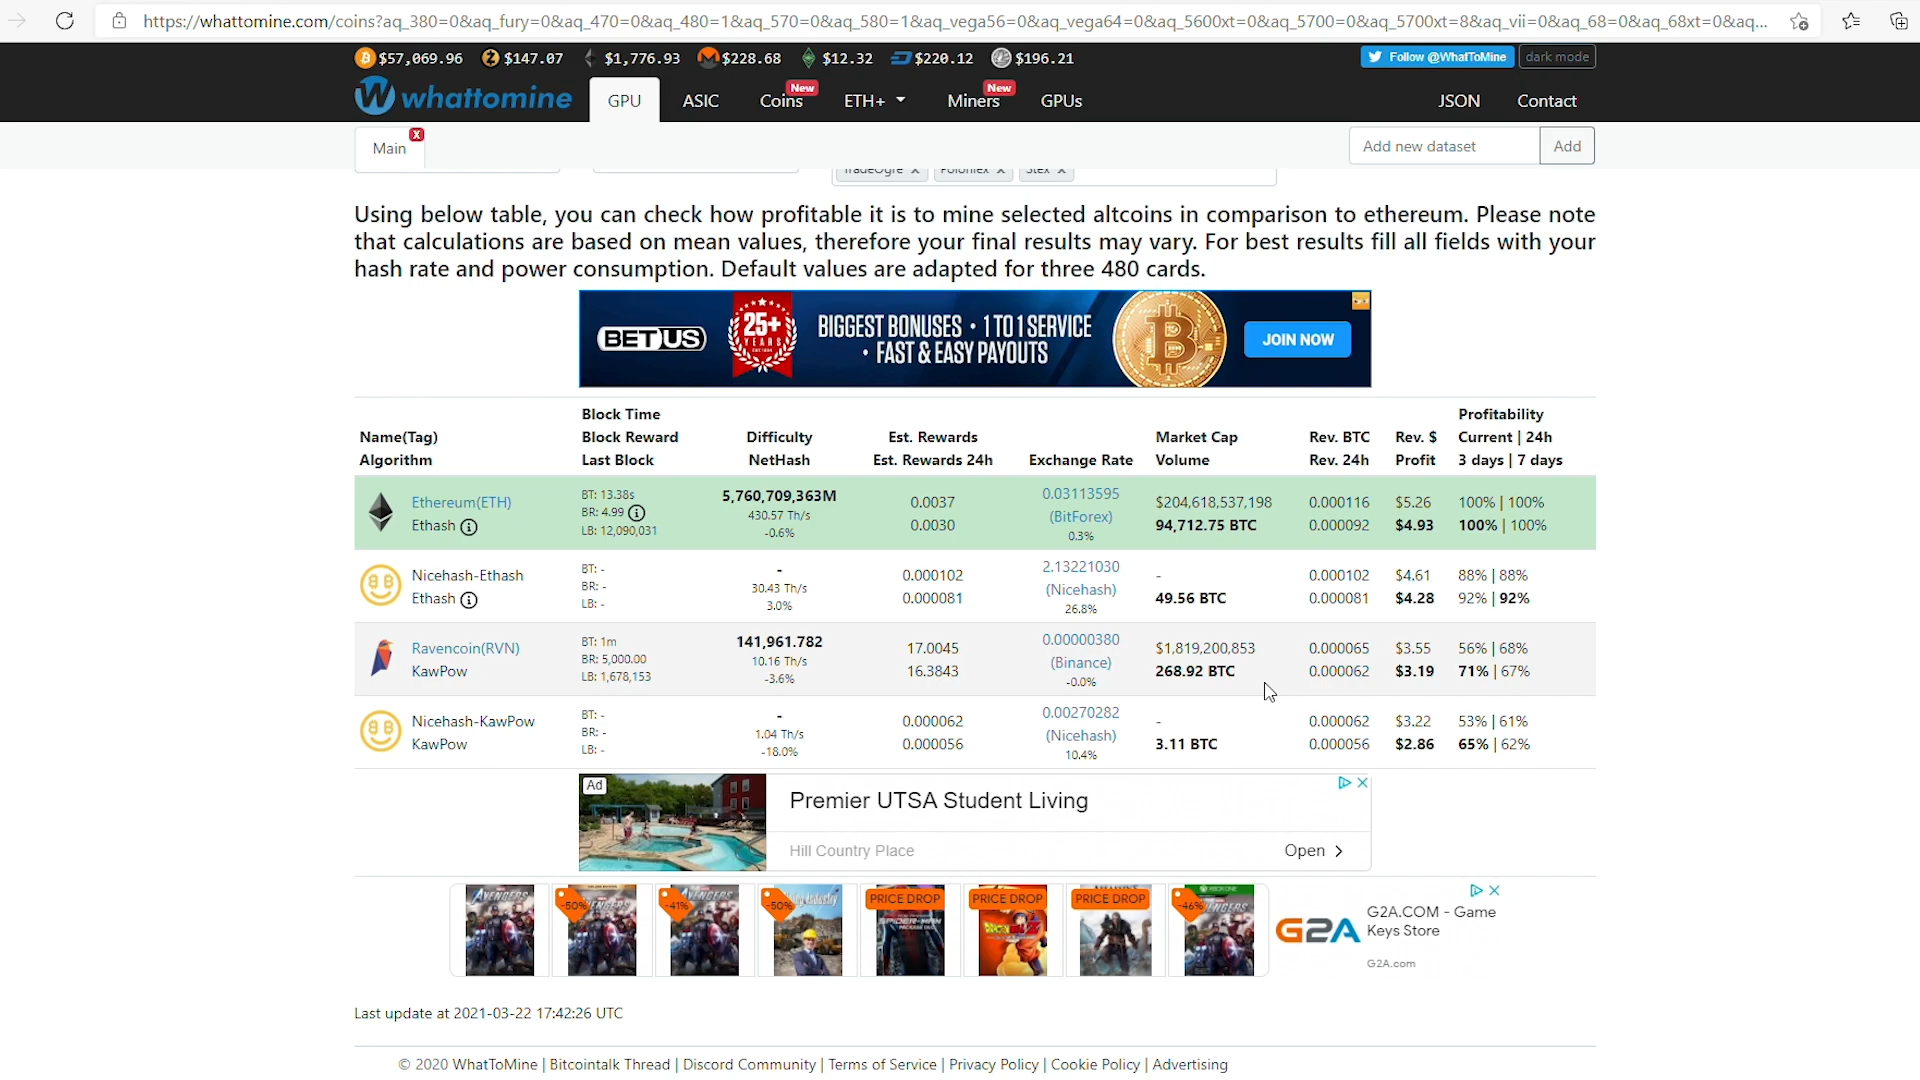 https://whattomine.com/coins?aq_380=0&aq_fury=0&aq_470=0&aq_480=1&aq_570=0&aq_580=1&aq_vega56=0&aq_vega64=0&aq_5600xt=0&aq_5700=0&aq_5700xt=8&aq_vii=0&aq_68=0&aq_68xt=0&aq...
$57,069.96 $147.07 $1,776.93 $228.68 $12.32 $220.12 $196.21 Follow @WhatToMine dark mode
whattomine GPU ASIC Coins New ETH+ Miners New GPUs JSON Contact
Main x Add new dataset Add
TradeOgre × Poloniex × Stex ×
Using below table, you can check how profitable it is to mine selected altcoins in comparison to ethereum. Please note
that calculations are based on mean values, therefore your final results may vary. For best results fill all fields with your
hash rate and power consumption. Default values are adapted for three 480 cards.
BETUS 25+ YEARS BIGGEST BONUSES • 1 TO 1 SERVICE
• FAST & EASY PAYOUTS JOIN NOW
Block Time Profitability
Name(Tag) Block Reward Difficulty Est. Rewards Market Cap Rev. BTC Rev. $ Current | 24h
Algorithm Last Block NetHash Est. Rewards 24h Exchange Rate Volume Rev. 24h Profit 3 days | 7 days
Ethereum(ETH) BT: 13.38s 5,760,709,363M 0.0037 0.03113595 $204,618,537,198 0.000116 $5.26 100% | 100%
Ethash BR: 4.99 430.57 Th/s 0.0030 (BitForex) 94,712.75 BTC 0.000092 $4.93 100% | 100%
LB: 12,090,031 -0.6% 0.3%
Nicehash-Ethash BT: - - 0.000102 2.13221030 - 0.000102 $4.61 88% | 88%
Ethash BR: - 30.43 Th/s 0.000081 (Nicehash) 49.56 BTC 0.000081 $4.28 92% | 92%
LB: - 3.0% 26.8%
Ravencoin(RVN) BT: 1m 141,961.782 17.0045 0.00000380 $1,819,200,853 0.000065 $3.55 56% | 68%
KawPow BR: 5,000.00 10.16 Th/s 16.3843 (Binance) 268.92 BTC 0.000062 $3.19 71% | 67%
LB: 1,678,153 -3.6% -0.0%
Nicehash-KawPow BT: - - 0.000062 0.00270282 - 0.000062 $3.22 53% | 61%
KawPow BR: - 1.04 Th/s 0.000056 (Nicehash) 3.11 BTC 0.000056 $2.86 65% | 62%
LB: - -18.0% 10.4%
Ad Premier UTSA Student Living
Hill Country Place Open
AVENGERS -50% AVENGERS -41% AVENGERS -50% PRICE DROP SPIDER-MAN PRICE DROP PRICE DROP -46% XBOX ONE
G2A G2A.COM - Game
Keys Store
G2A.com
Last update at 2021-03-22 17:42:26 UTC
© 2020 WhatToMine | Bitcointalk Thread | Discord Community | Terms of Service | Privacy Policy | Cookie Policy | Advertising